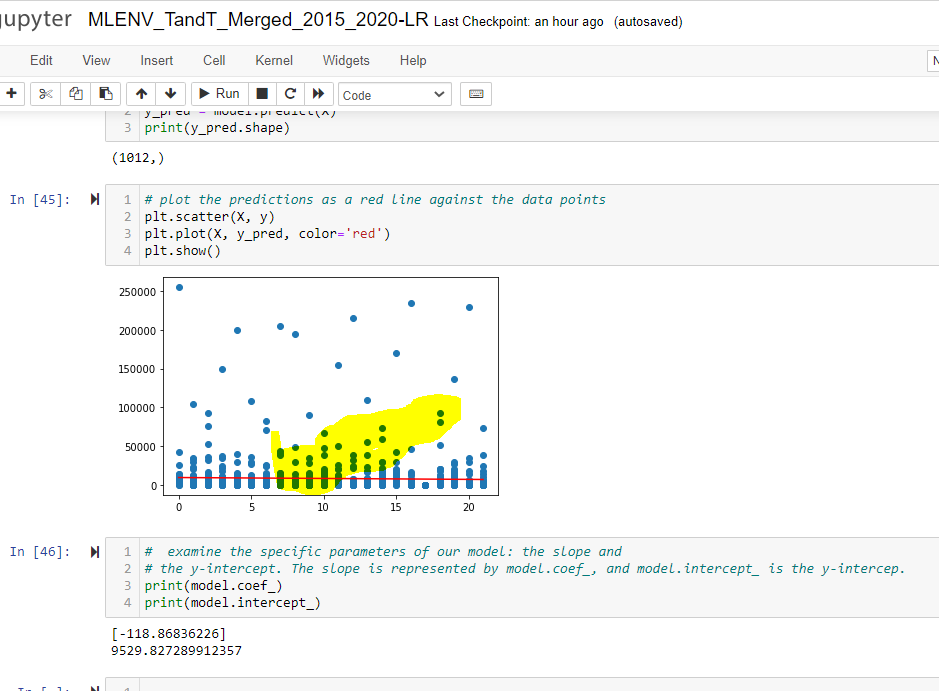 jupyter MLENV_TandT_Merged_2015_2020-LR Last Checkpoint: an hour ago (autosaved)
Edit View Insert Cell Kernel Widgets Help N
Run Code
2 y_pred = model.predict(X)
3 print(y_pred.shape)
(1012,)
In [45]:
1 # plot the predictions as a red line against the data points
2 plt.scatter(X, y)
3 plt.plot(X, y_pred, color='red')
4 plt.show()
250000
200000
150000
100000
50000
0
0 5 10 15 20
In [46]:
1 #  examine the specific parameters of our model: the slope and
2 # the y-intercept. The slope is represented by model.coef_, and model.intercept_ is the y-intercep.
3 print(model.coef_)
4 print(model.intercept_)
[-118.86836226]
9529.827289912357
In [ ]:
1